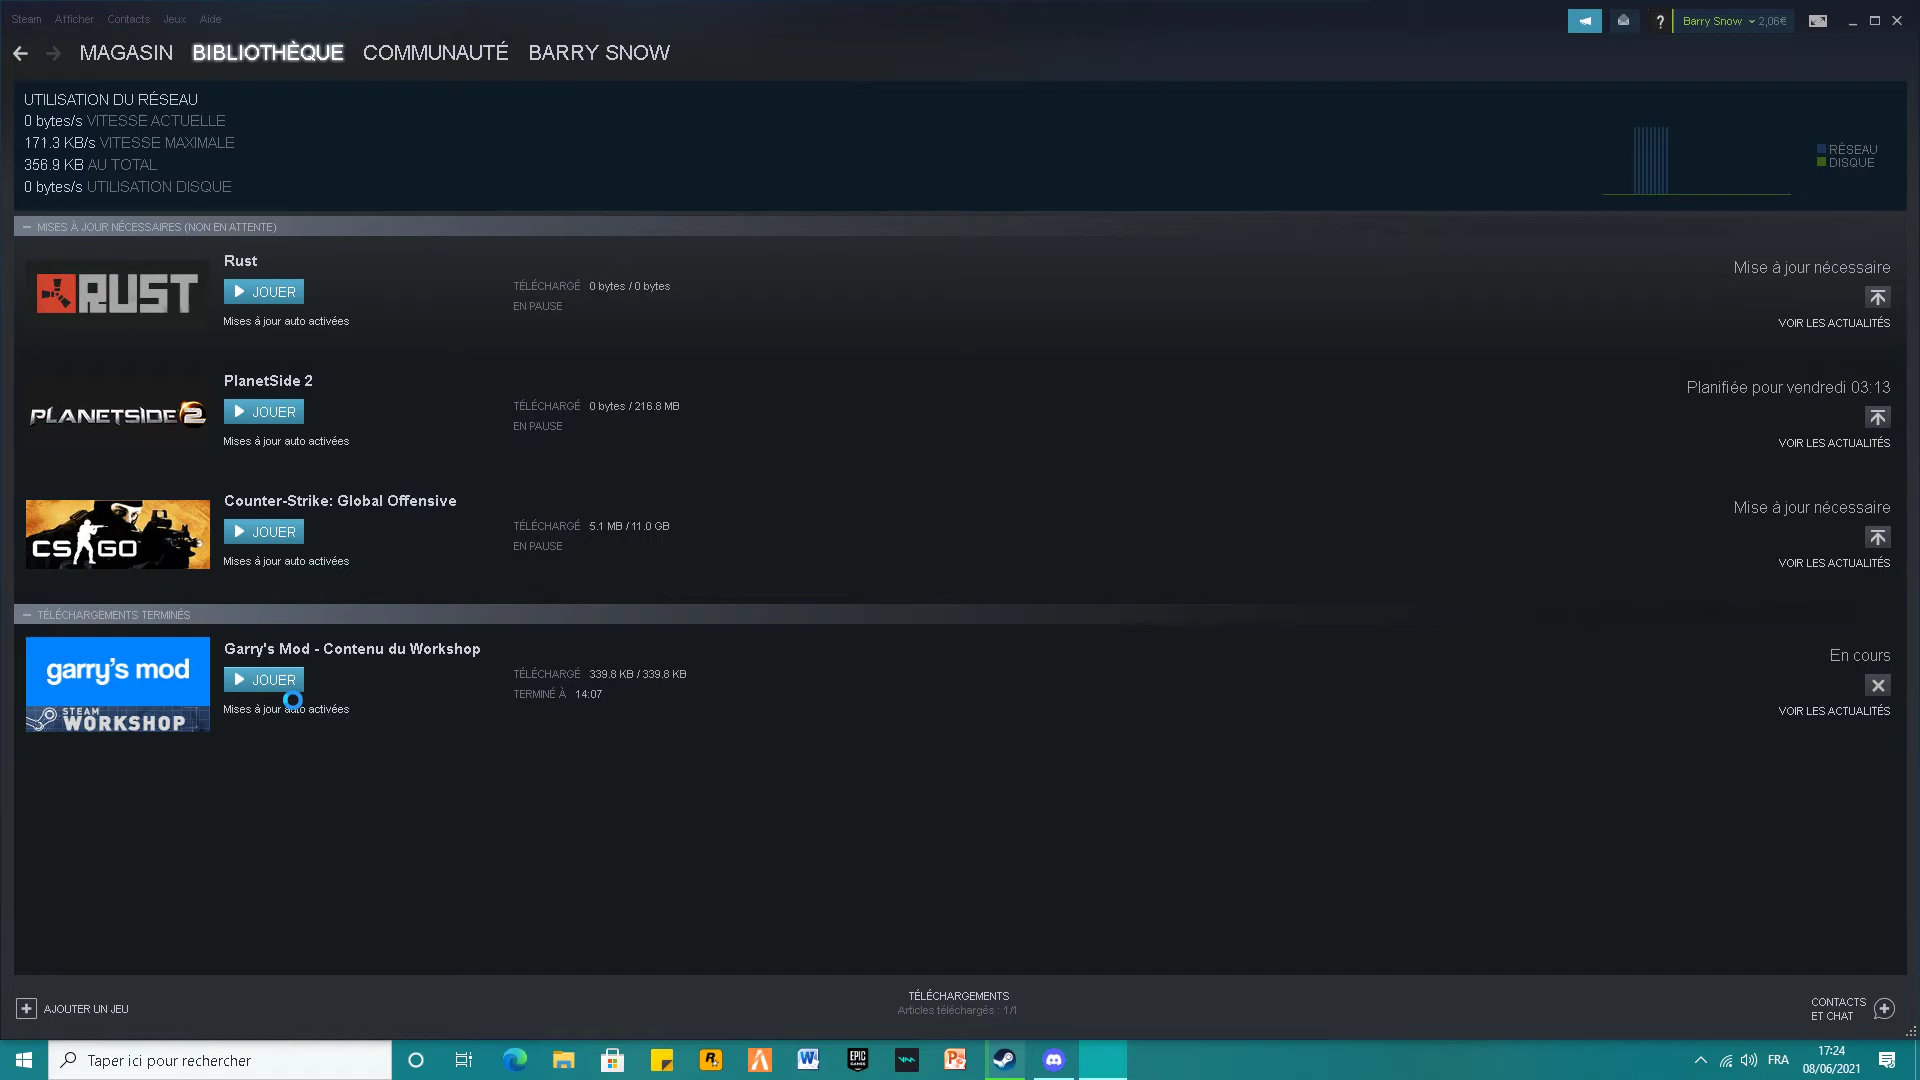 Steam Afficher Contacts Jeux Aide
? Barry Snow 2,06€
MAGASIN BIBLIOTHÈQUE COMMUNAUTÉ BARRY SNOW
UTILISATION DU RÉSEAU
0 bytes/s VITESSE ACTUELLE
171.3 KB/s VITESSE MAXIMALE
356.9 KB AU TOTAL
0 bytes/s UTILISATION DISQUE
RÉSEAU
DISQUE
MISES À JOUR NÉCESSAIRES (NON EN ATTENTE)
RUST
Rust
JOUER
Mises à jour auto activées
TÉLÉCHARGÉ 0 bytes / 0 bytes
EN PAUSE
Mise à jour nécessaire
VOIR LES ACTUALITÉS
PLANETSIDE 2
PlanetSide 2
JOUER
Mises à jour auto activées
TÉLÉCHARGÉ 0 bytes / 216.8 MB
EN PAUSE
Planifiée pour vendredi 03:13
VOIR LES ACTUALITÉS
CS GO
Counter-Strike: Global Offensive
JOUER
Mises à jour auto activées
TÉLÉCHARGÉ 5.1 MB / 11.0 GB
EN PAUSE
Mise à jour nécessaire
VOIR LES ACTUALITÉS
TÉLÉCHARGEMENTS TERMINÉS
garry's mod
STEAM
WORKSHOP
Garry's Mod - Contenu du Workshop
JOUER
Mises à jour auto activées
TÉLÉCHARGÉ 339.8 KB / 339.8 KB
TERMINÉ À 14:07
En cours
VOIR LES ACTUALITÉS
AJOUTER UN JEU
TÉLÉCHARGEMENTS
Articles téléchargés : 1/1
CONTACTS
ET CHAT
Taper ici pour rechercher
EPIC
GAMES
FRA
17:24
08/06/2021